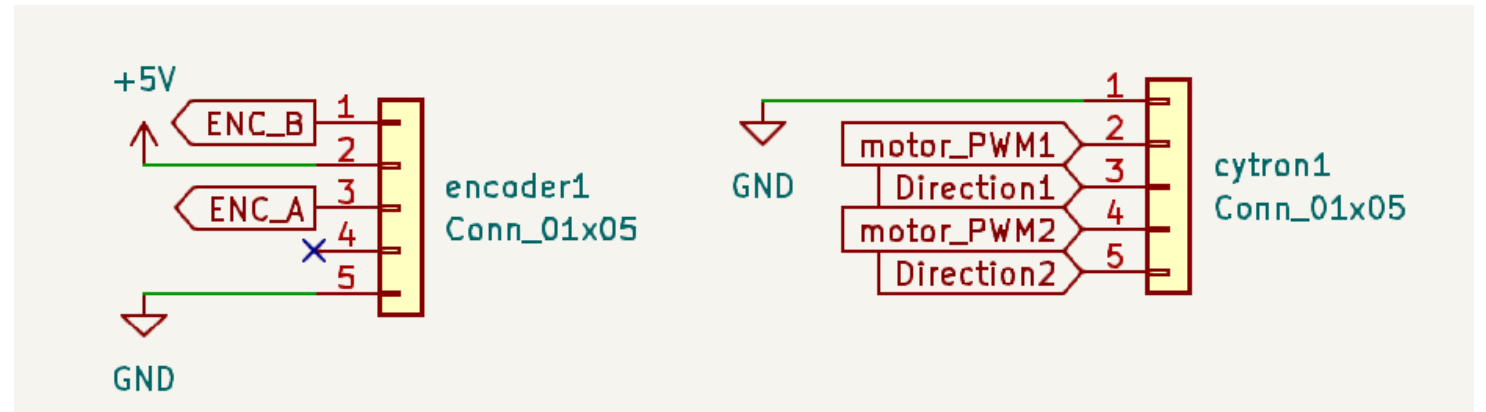 +5V
ENC_B
1
2
ENC_A
3
4
5
GND
encoder1
Conn_01x05
1
GND
motor_PWM1
2
Direction1
3
motor_PWM2
4
Direction2
5
cytron1
Conn_01x05